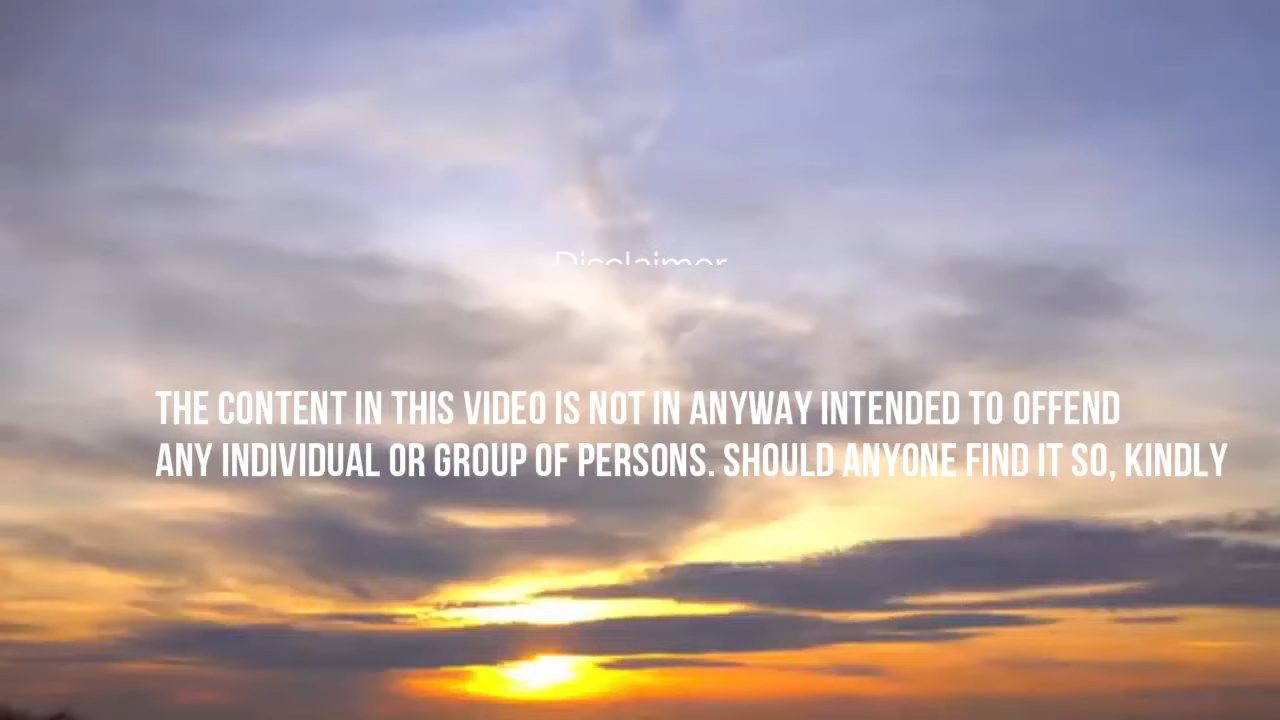 Disclaimer
THE CONTENT IN THIS VIDEO IS NOT IN ANYWAY INTENDED TO OFFEND
ANY INDIVIDUAL OR GROUP OF PERSONS. SHOULD ANYONE FIND IT SO, KINDLY